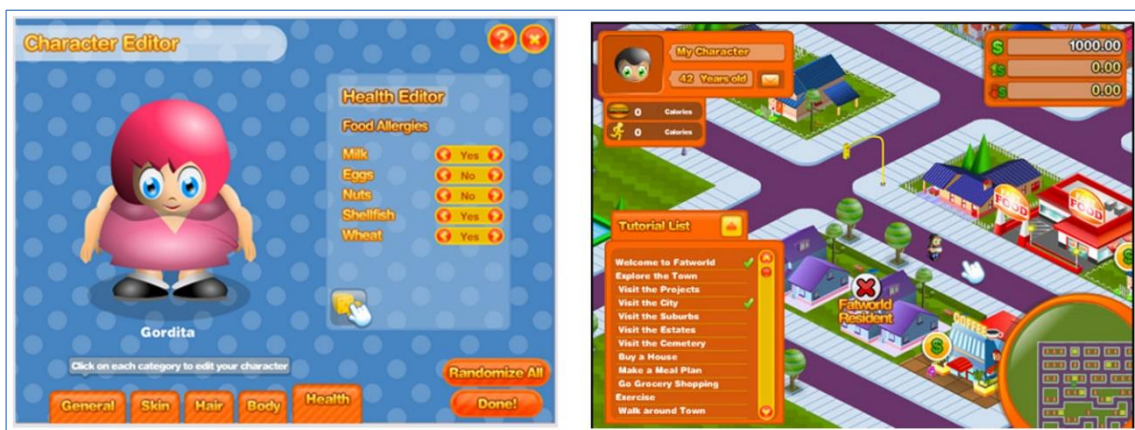 Character Editor
? ×
Health Editor
Food Allergies
Milk Yes
Eggs No
Nuts No
Shellfish Yes
Wheat Yes
Gordita
Click on each category to edit your character
Randomize All
General Skin Hair Body Health
Done!
My Character
42 Years old
0 Calories
0 Calories
$ 1000.00
$ 0.00
$ 0.00
FOOD
FOOD
Tutorial List
Welcome to Fatworld
Explore the Town
Visit the Projects
Visit the City
Visit the Suburbs
Visit the Estates
Visit the Cemetery
Buy a House
Make a Meal Plan
Go Grocery Shopping
Exercise
Walk around Town
Fatworld
Resident
COFFEE
$
$